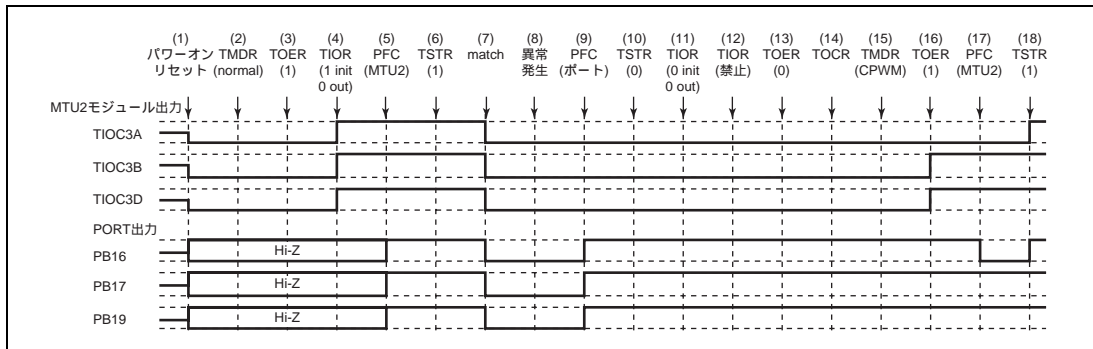 (1) (2) (3) (4) (5) (6) (7) (8) (9) (10) (11) (12) (13) (14) (15) (16) (17) (18)
パワーオン TMDR TOER TIOR PFC TSTR match 異常 PFC TSTR TIOR TIOR TOER TOCR TMDR TOER PFC TSTR
リセット (normal) (1) (1 init (MTU2) (1) 発生 (ポート) (0) (0 init (禁止) (0) (CPWM) (1) (MTU2) (1)
0 out) 0 out)
MTU2モジュール出力
TIOC3A
TIOC3B
TIOC3D
PORT出力
PB16 Hi-Z
PB17 Hi-Z
PB19 Hi-Z